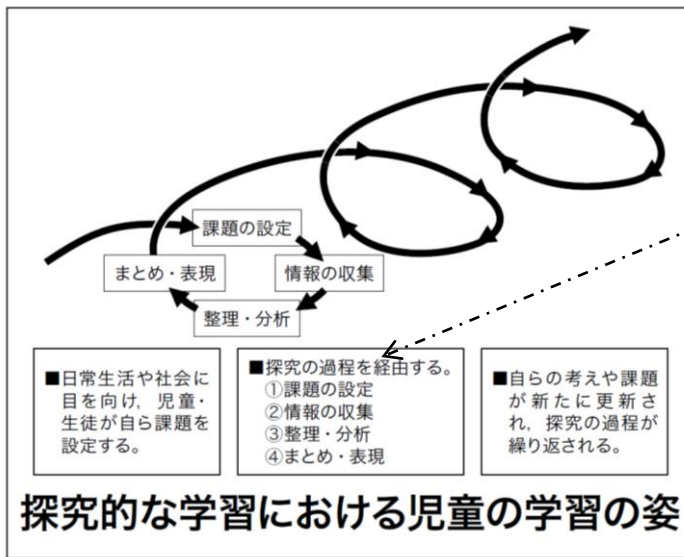 課題の設定
まとめ・表現
情報の収集
整理・分析
■日常生活や社会に
目を向け，児童・
生徒が自ら課題を
設定する。
■探究の過程を経由する。
①課題の設定
②情報の収集
③整理・分析
④まとめ・表現
■自らの考えや課題
が新たに更新さ
れ，探究の過程が
繰り返される。
探究的な学習における児童の学習の姿